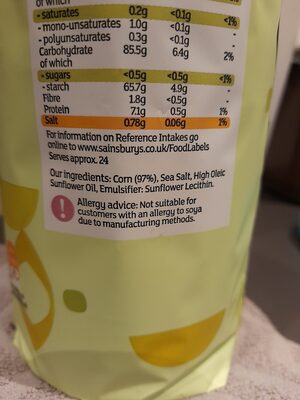 of which
- saturates 0.2g <0.1g <1%
- mono-unsaturates 1.0g <0.1g -
- polyunsaturates 0.3g <0.1g -
Carbohydrate 85.5g 6.4g 2%
of which
- sugars <0.5g <0.5g <1%
- starch 65.7g 4.9g -
Fibre 1.8g <0.5g -
Protein 7.1g 0.5g 1%
Salt 0.78g 0.06g 1%
For information on Reference Intakes go
online to www.sainsburys.co.uk/FoodLabels
Serves approx. 24
Our ingredients: Corn (97%), Sea Salt, High Oleic
Sunflower Oil, Emulsifier: Sunflower Lecithin.
! Allergy advice: Not suitable for
customers with an allergy to soya
due to manufacturing methods.